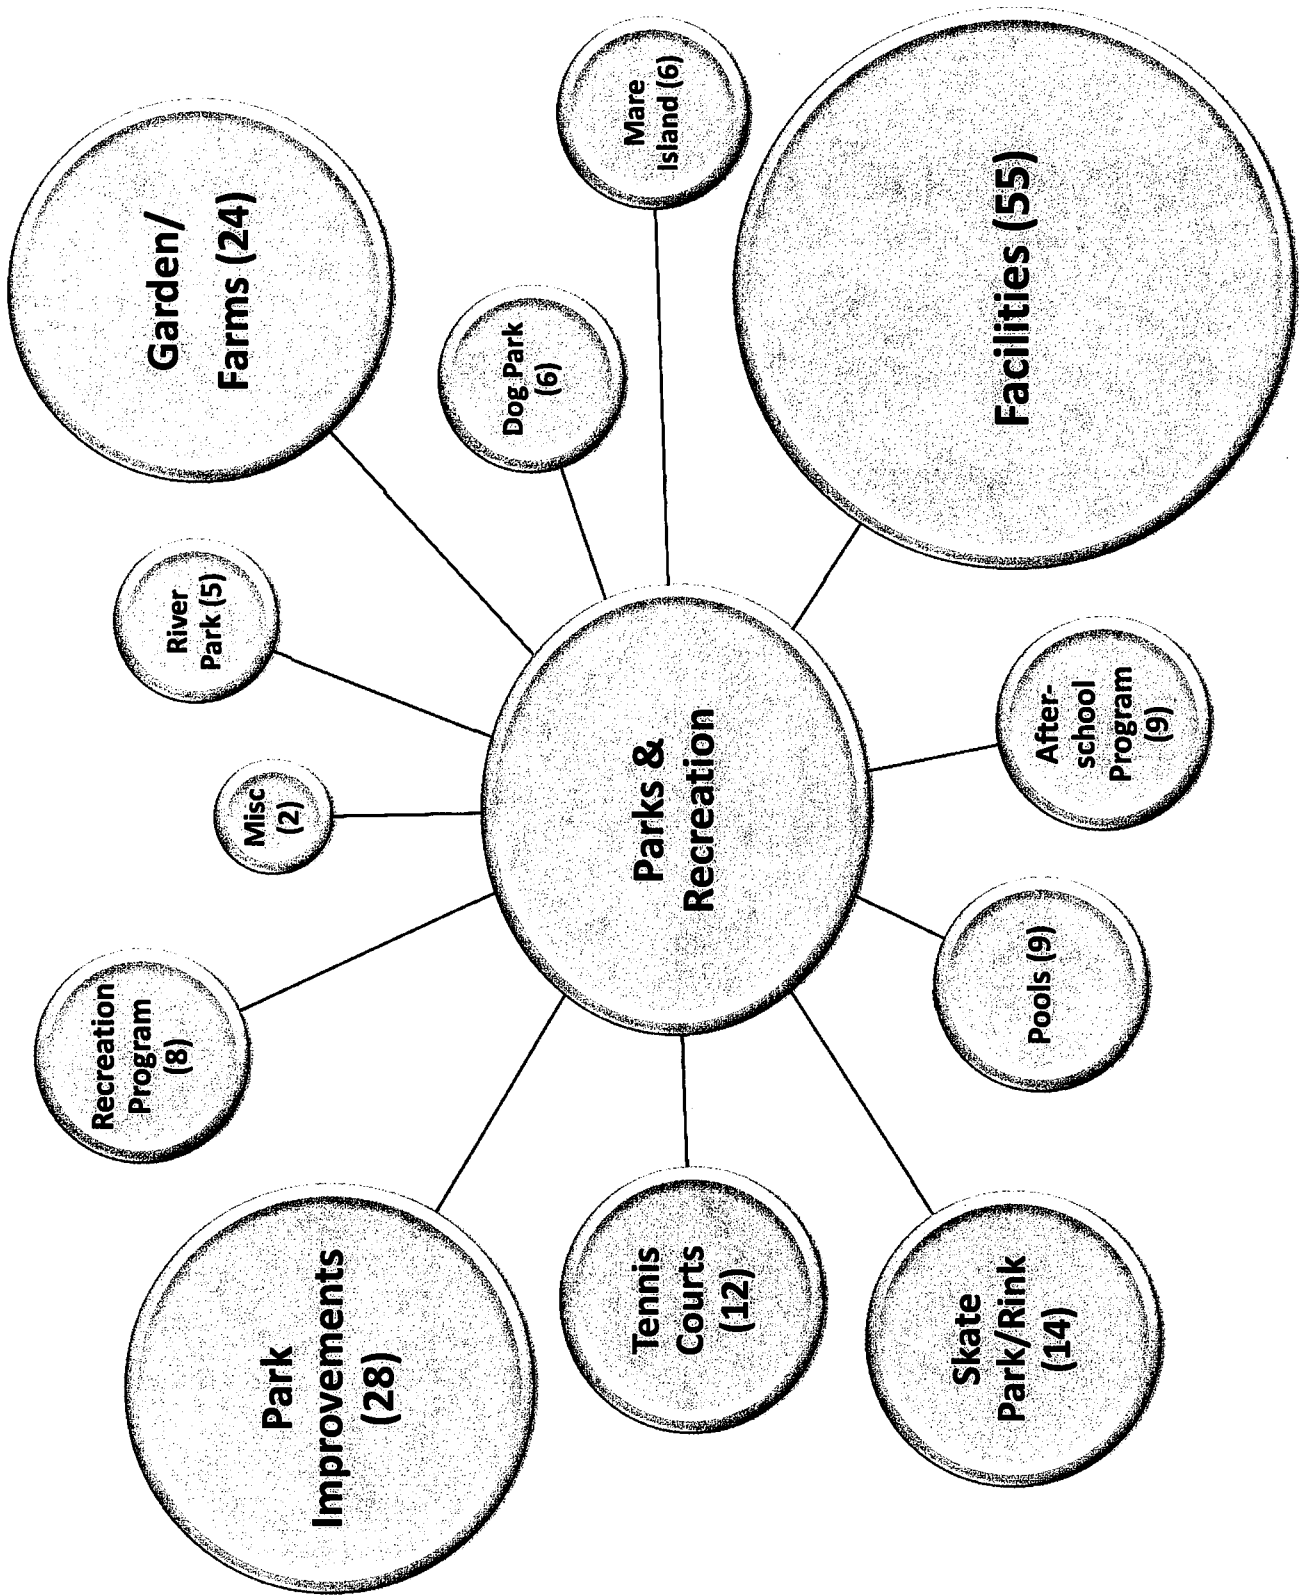 Garden/
Farms (24)
Mare
Island (6)
Dog Park
(6)
River
Park (5)
Misc
(2)
Recreation
Program
(8)
Parks &
Recreation
Facilities (55)
After-
school
Program
(9)
Pools (9)
Park
Improvements
(28)
Tennis
Courts
(12)
Skate
Park/Rink
(14)